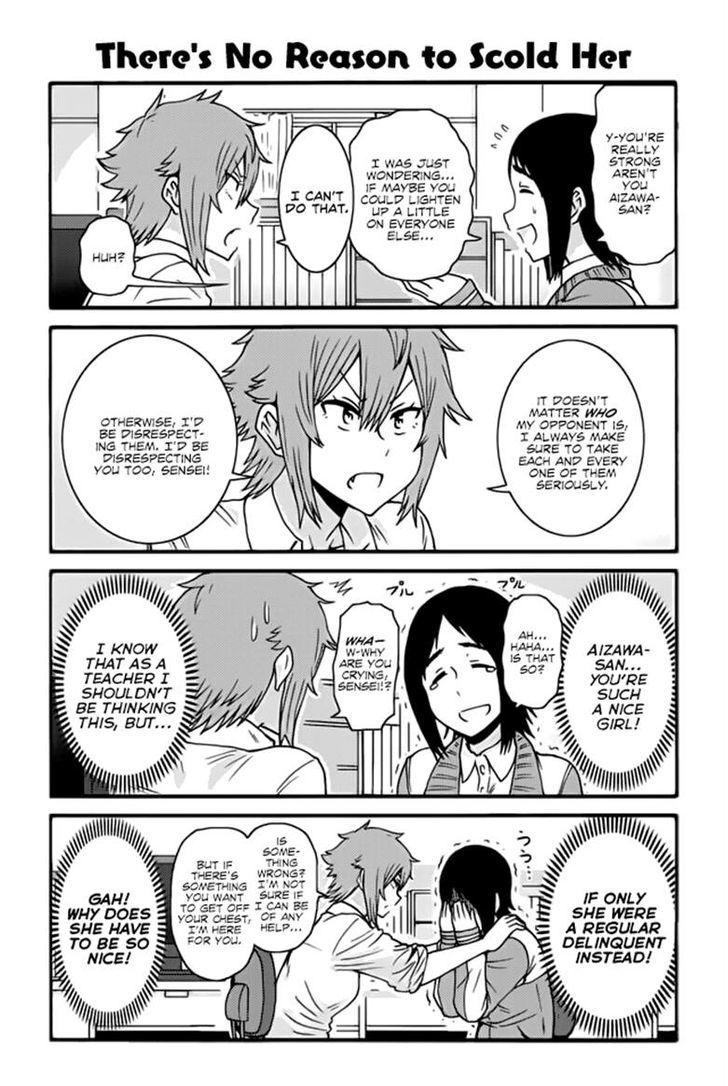 There's No Reason to Scold Her
Y-YOU'RE
REALLY
STRONG
AREN'T
YOU
AIZAWA-
SAN?
I WAS JUST
WONDERING...
IF MAYBE YOU
COULD LIGHTEN
UP A LITTLE
ON EVERYONE
ELSE...
I CAN'T
DO THAT.
HUH?
IT DOESN'T
MATTER WHO
MY OPPONENT IS,
I ALWAYS MAKE
SURE TO TAKE
EACH AND EVERY
ONE OF THEM
SERIOUSLY.
OTHERWISE, I'D
BE DISRESPECT-
ING THEM. I'D BE
DISRESPECTING
YOU TOO, SENSEI!
AIZAWA-
SAN...
YOU'RE
SUCH
A NICE
GIRL!
プル
プル
AH...
HAHA...
IS THAT
SO?
WHA—
W-WHY
ARE YOU
CRYING,
SENSEI!?
I KNOW
THAT AS A
TEACHER I
SHOULDN'T
BE THINKING
THIS, BUT...
うっ…
IF ONLY
SHE WERE
A REGULAR
DELINQUENT
INSTEAD!
IS
SOME-
THING
WRONG?
I'M NOT
SURE IF
I CAN BE
OF ANY
HELP...
BUT IF
THERE'S
SOMETHING
YOU WANT
TO GET OFF
YOUR CHEST,
I'M HERE
FOR YOU.
GAH!
WHY DOES
SHE HAVE
TO BE SO
NICE!